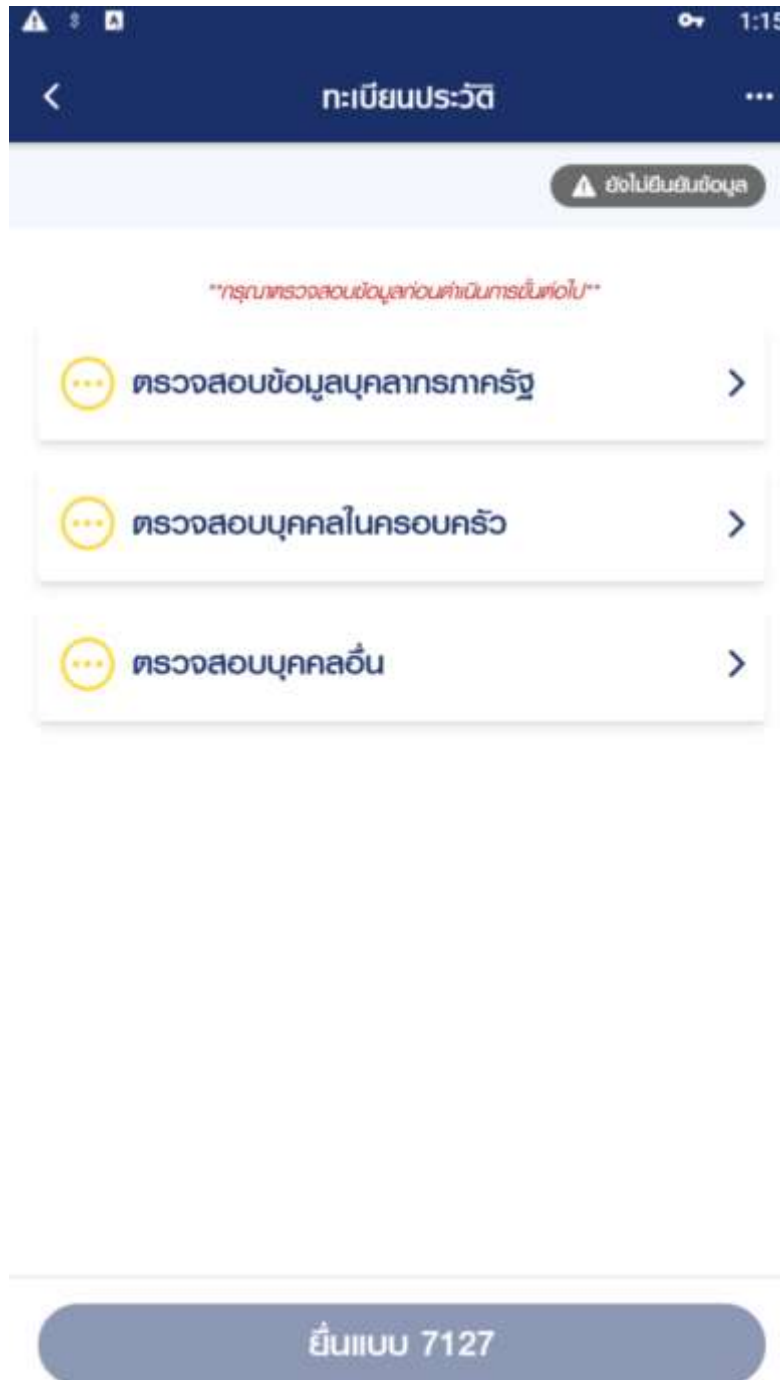 1:15
ทะเบียนประวัติ
ยังไม่ยืนยันข้อมูล
**กรุณาตรวจสอบข้อมูลก่อนดำเนินการขั้นต่อไป**
ตรวจสอบข้อมูลบุคลากรภาครัฐ
ตรวจสอบบุคคลในครอบครัว
ตรวจสอบบุคคลอื่น
ยื่นแบบ 7127